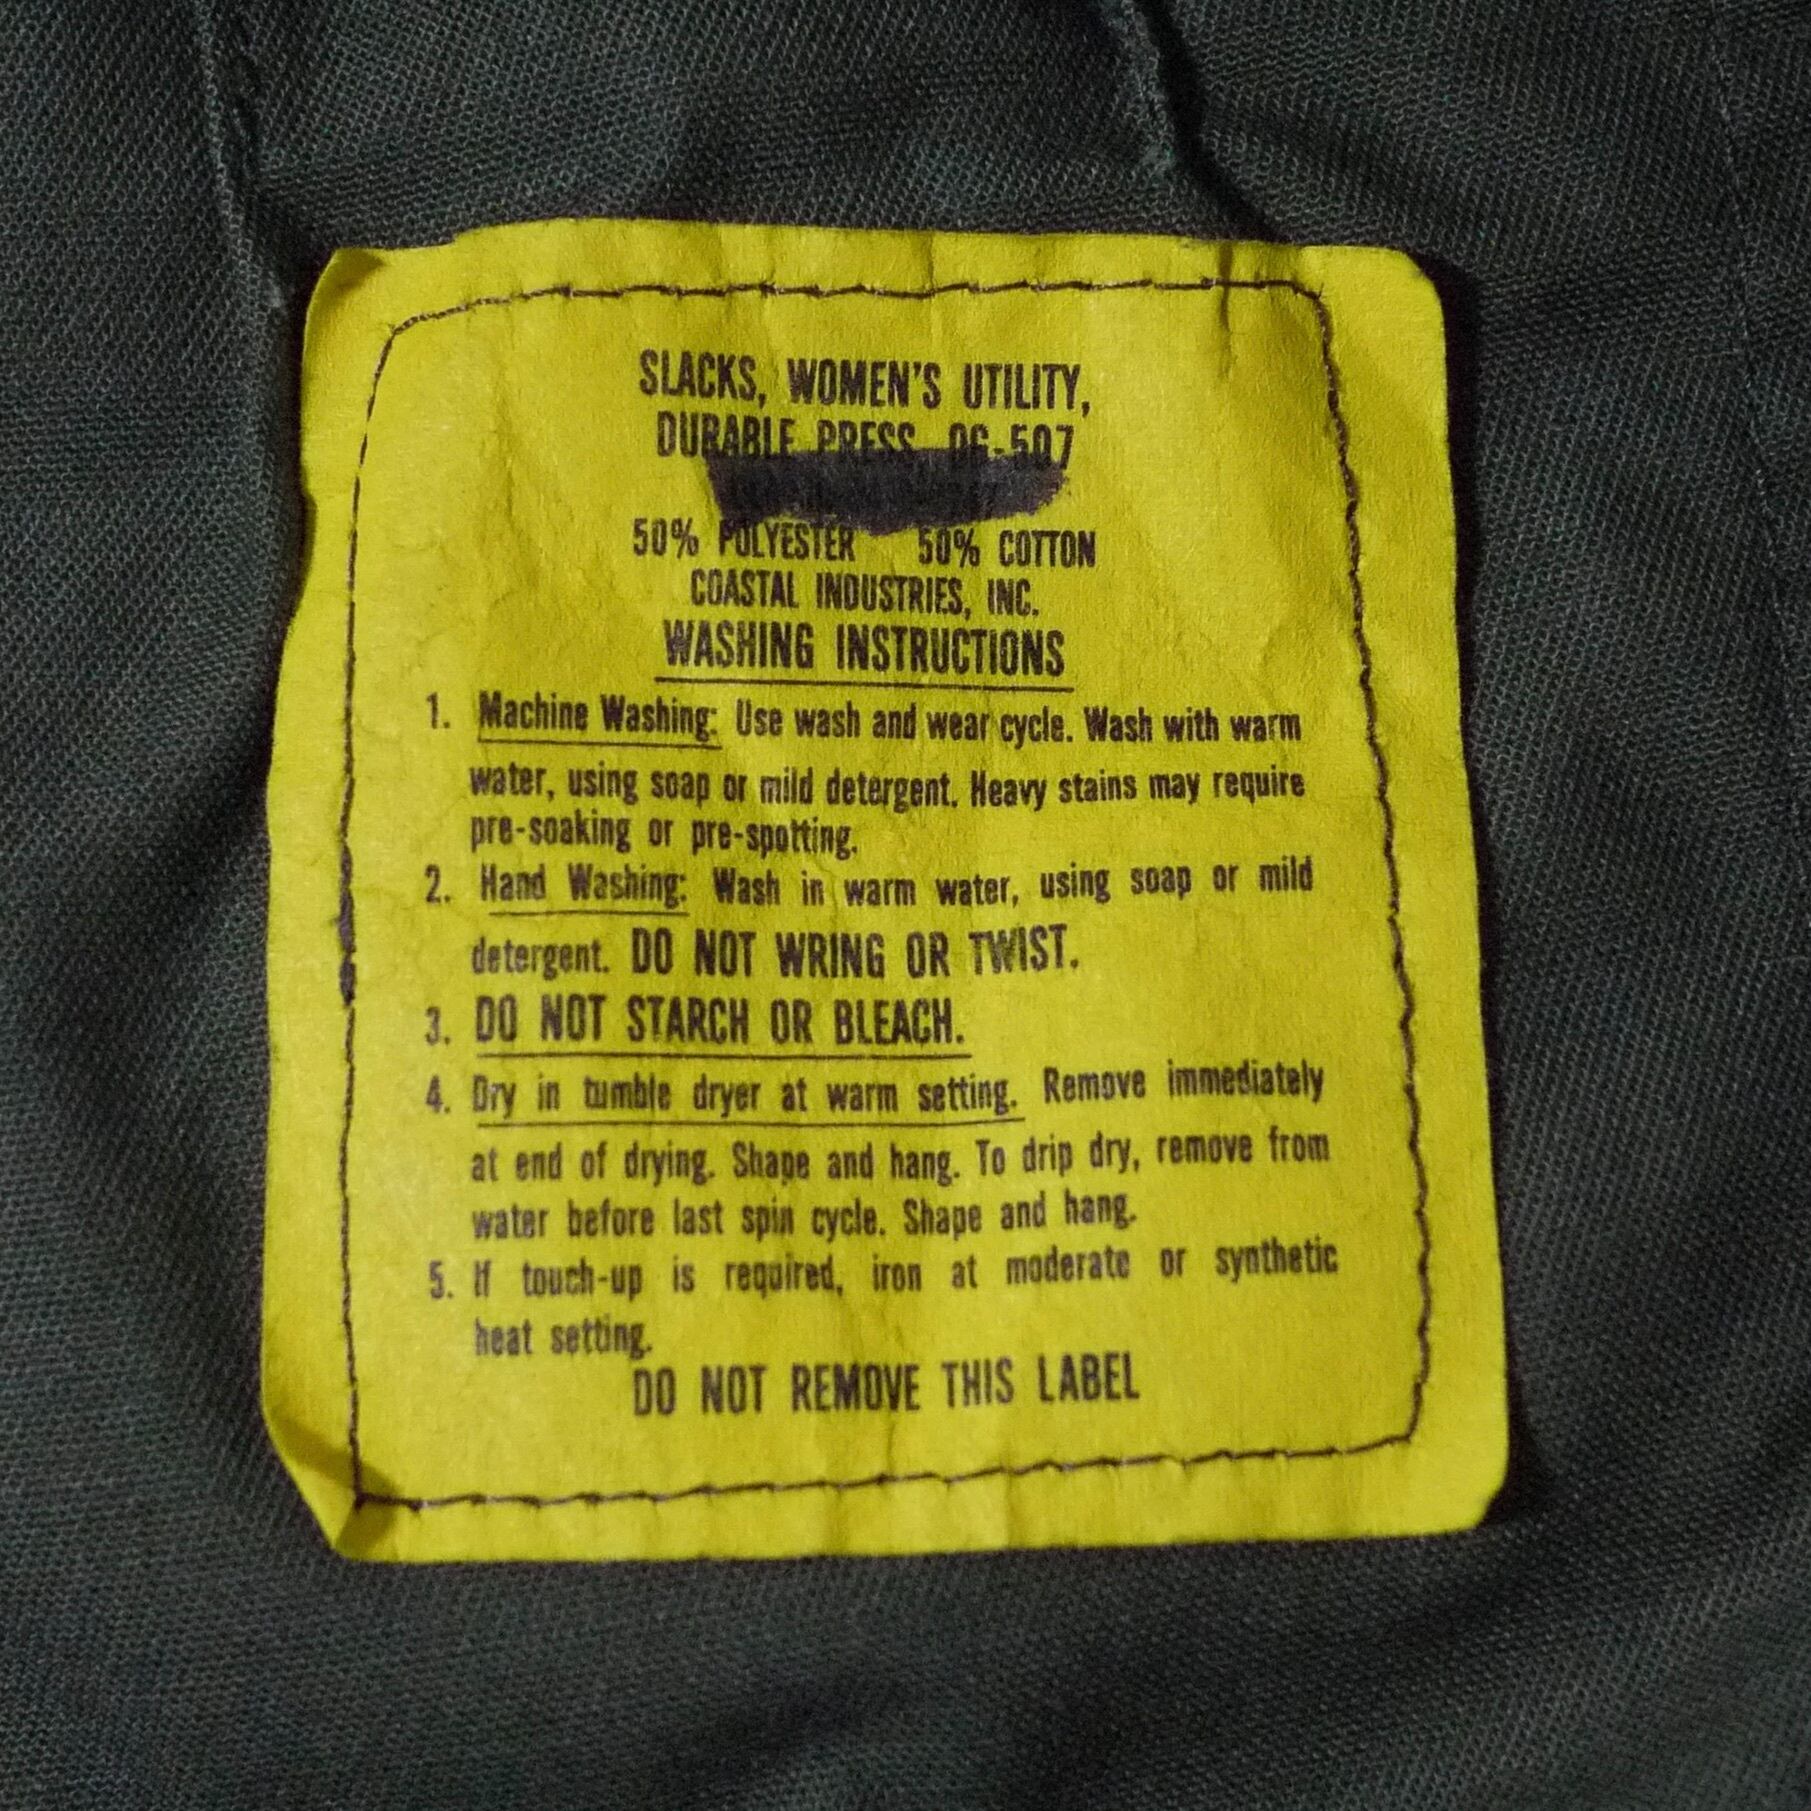 SLACKS, WOMEN'S UTILITY,
DURABLE PRESS, OG-507
50% POLYESTER 50% COTTON
COASTAL INDUSTRIES, INC.
WASHING INSTRUCTIONS
1. Machine Washing: Use wash and wear cycle. Wash with warm
water, using soap or mild detergent. Heavy stains may require
pre-soaking or pre-spotting.
2. Hand Washing: Wash in warm water, using soap or mild
detergent. DO NOT WRING OR TWIST.
3. DO NOT STARCH OR BLEACH.
4. Dry in tumble dryer at warm setting. Remove immediately
at end of drying. Shape and hang. To drip dry, remove from
water before last spin cycle. Shape and hang.
5. If touch-up is required, iron at moderate or synthetic
heat setting.
DO NOT REMOVE THIS LABEL